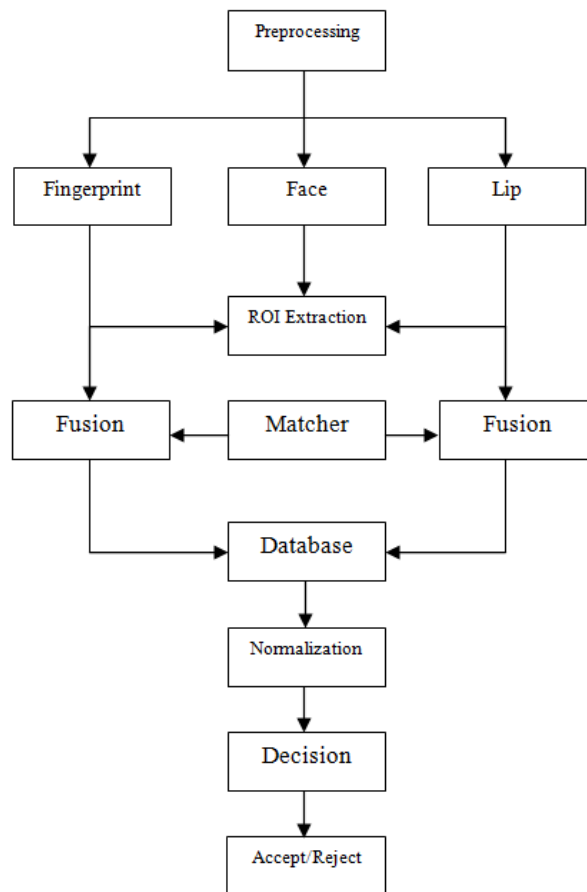 Preprocessing
Fingerprint
Face
Lip
ROI Extraction
Fusion
Matcher
Fusion
Database
Normalization
Decision
Accept/Reject